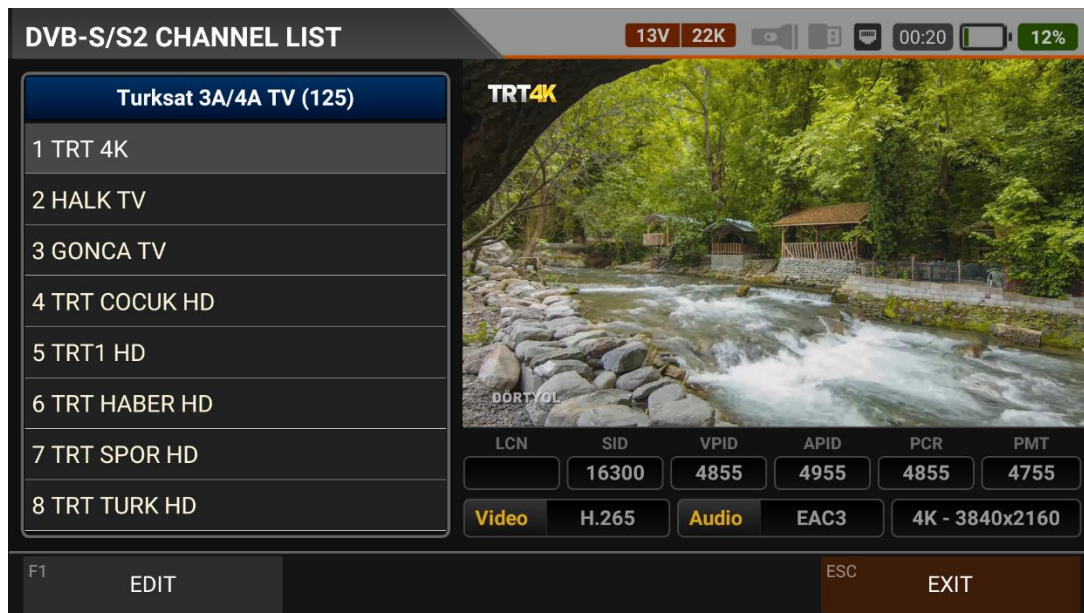 DVB-S/S2 CHANNEL LIST
13V 22K 00:20 12%
Turksat 3A/4A TV (125)
1 TRT 4K
2 HALK TV
3 GONCA TV
4 TRT COCUK HD
5 TRT1 HD
6 TRT HABER HD
7 TRT SPOR HD
8 TRT TURK HD
TRT4K
DÖRTYOL
LCN SID VPID APID PCR PMT
16300 4855 4955 4855 4755
Video H.265 Audio EAC3 4K - 3840x2160
F1 EDIT
ESC EXIT